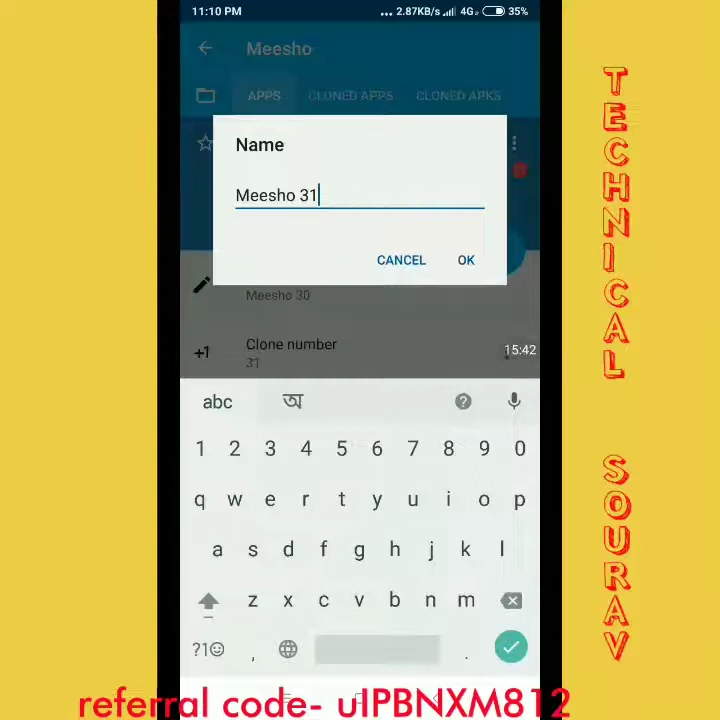 11:10 PM
... 2.87KB/s 4G 35%
Meesho
APPS CLONED APPS CLONED APKS
Name
Meesho 31
CANCEL OK
Meesho 30
+1 Clone number
31
15:42
abc অ ?
1 2 3 4 5 6 7 8 9 0
q w e r t y u i o p
a s d f g h j k l
z x c v b n m
?1☺ , .
referral code- uIPBNXM812
TECHNICAL
SOURAV